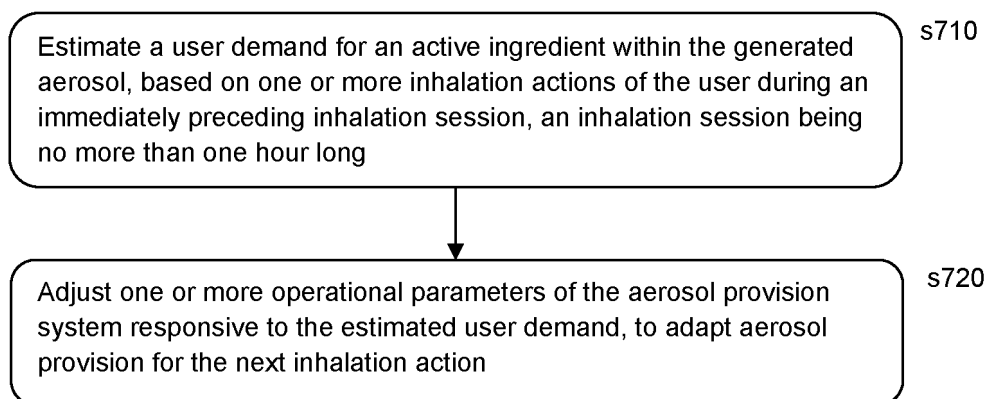 s710
Estimate a user demand for an active ingredient within the generated
aerosol, based on one or more inhalation actions of the user during an
immediately preceding inhalation session, an inhalation session being
no more than one hour long
s720
Adjust one or more operational parameters of the aerosol provision
system responsive to the estimated user demand, to adapt aerosol
provision for the next inhalation action